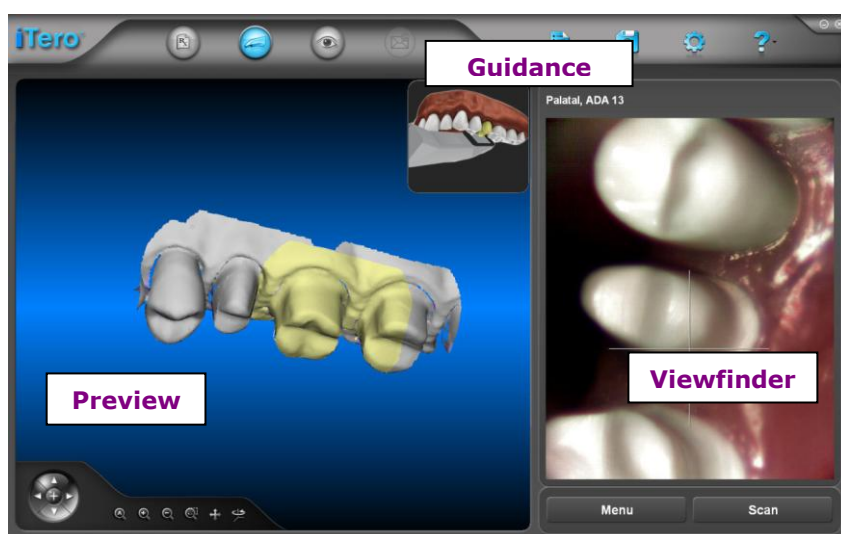 iTero
?
Guidance
Palatal, ADA 13
Preview
Viewfinder
Menu
Scan